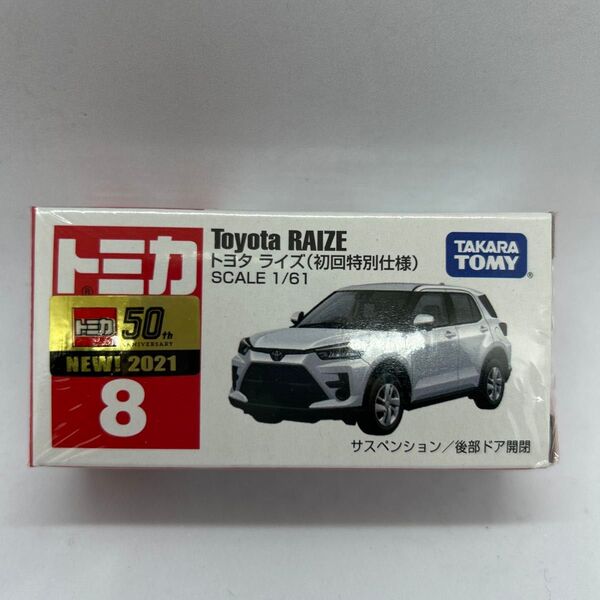 トミカ
®
トミカ 50th
ANNIVERSARY
NEW! 2021
8
Toyota RAIZE
トヨタ ライズ(初回特別仕様)
SCALE 1/61
TAKARA
TOMY®
サスペンション/後部ドア開閉